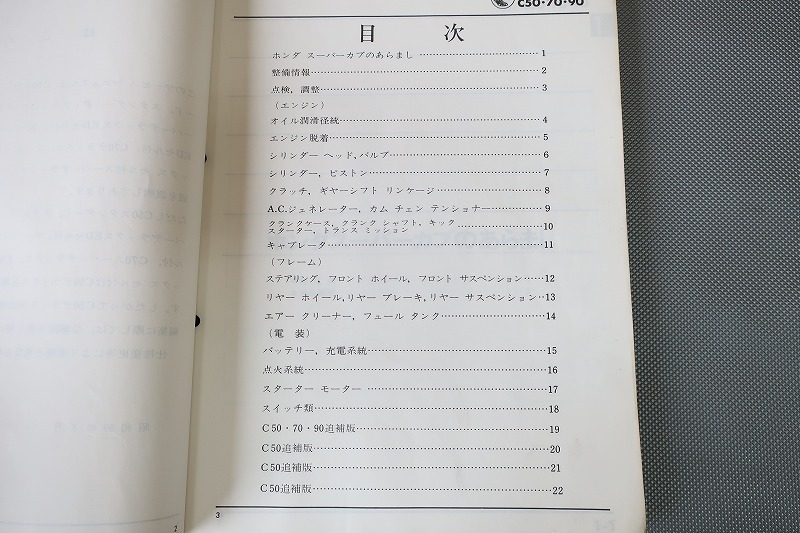 C50・70・90
目次
ホンダ スーパーカブのあらまし……………………1
整備情報……………………2
点検，調整……………………3
（エンジン）
オイル潤滑径統……………………4
エンジン脱着……………………5
シリンダー ヘッド，バルブ……………………6
シリンダー，ピストン……………………7
クラッチ，ギヤーシフト リンケージ……………………8
A.C.ジェネレーター，カム チェン テンショナー……………………9
クランクケース，クランク シャフト，キック
スターター，トランス ミッション……………………10
キャブレータ……………………11
（フレーム）
ステアリング，フロント ホイール，フロント サスペンション……12
リヤー ホイール，リヤー ブレーキ，リヤー サスペンション…13
エアー クリーナー，フュール タンク……………………14
（電 装）
バッテリー，充電系統……………………15
点火系統……………………16
スターター モーター……………………17
スイッチ類……………………18
C50・70・90追補版……………………19
C50追補版……………………20
C50追補版……………………21
C50追補版……………………22
3
2